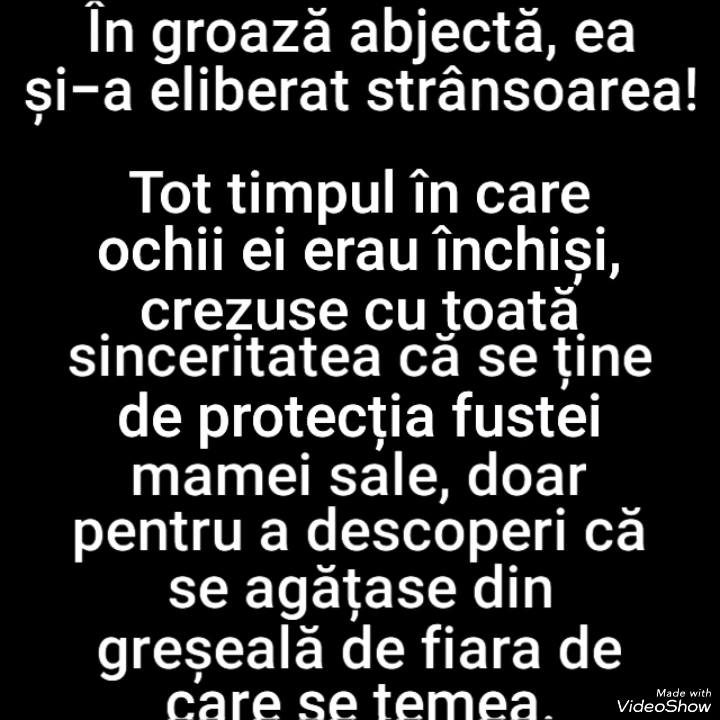 În groază abjectă, ea
și-a eliberat strânsoarea!
Tot timpul în care
ochii ei erau închiși,
crezuse cu toată
sinceritatea că se ține
de protecția fustei
mamei sale, doar
pentru a descoperi că
se agățase din
greșeală de fiara de
care se temea.
Made with
VideoShow